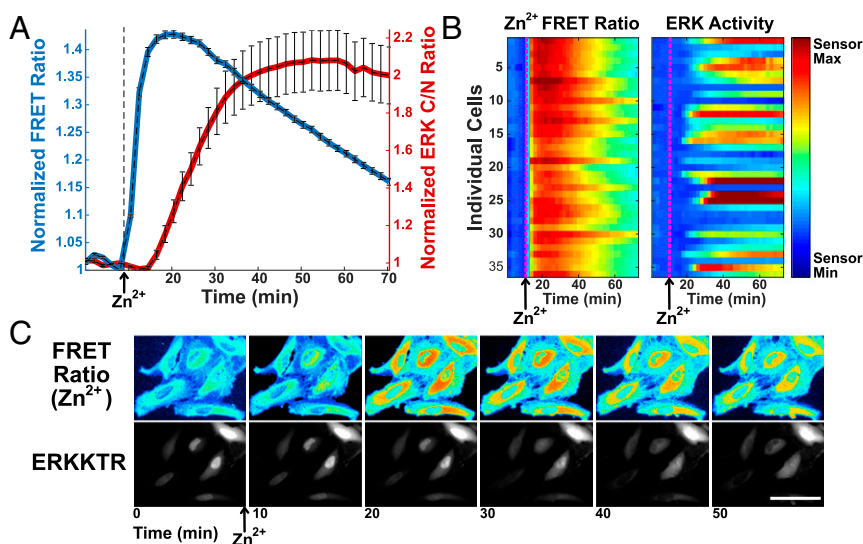 A
Normalized FRET Ratio
1.4
1.35
1.3
1.25
1.2
1.15
1.1
1.05
1
Normalized ERK C/N Ratio
2.2
2
1.8
1.6
1.4
1.2
1
20
30
40
50
60
70
Time (min)
Zn²⁺
B
Zn²⁺ FRET Ratio
ERK Activity
Individual Cells
5
10
15
20
25
30
35
20 40 60
20 40 60
Time (min)
Time (min)
Zn²⁺
Zn²⁺
Sensor
Max
Sensor
Min
C
FRET
Ratio
(Zn²⁺)
ERKKTR
0 10 20 30 40 50
Time (min)
Zn²⁺